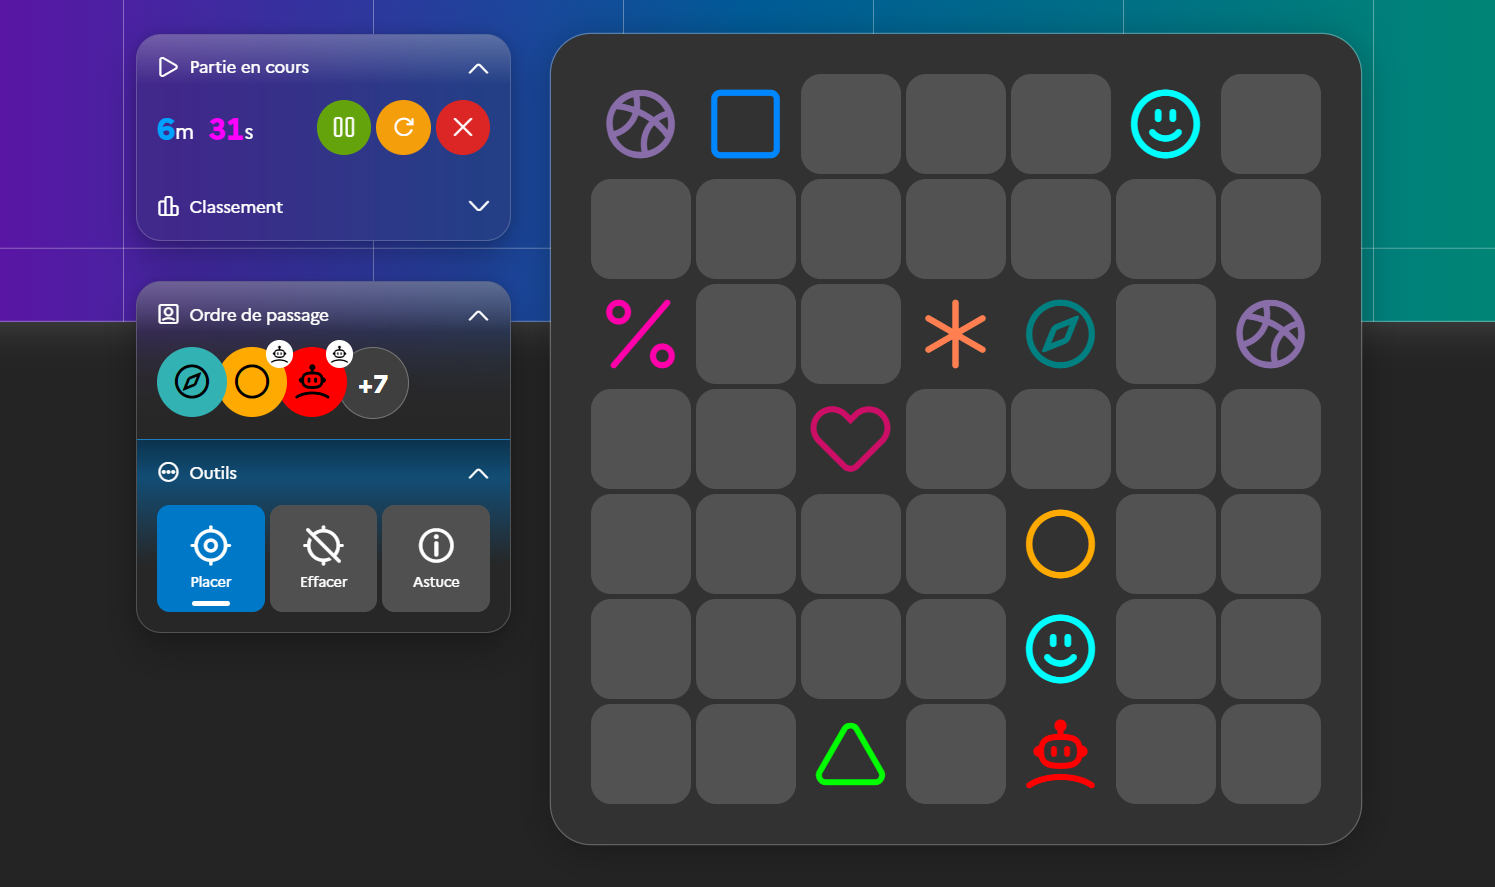 Partie en cours
6m 31s
Classement
Ordre de passage
+7
Outils
Placer
Effacer
Astuce